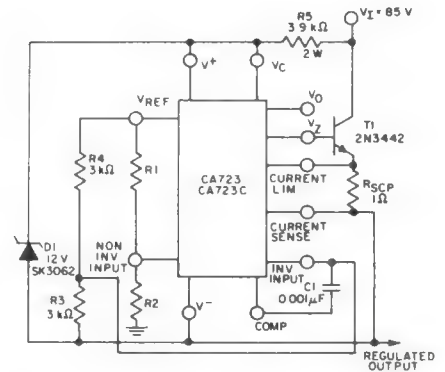 R5
3.9 kΩ
2 W
VI = 85 V
V+
VC
VREF
VO
VZ
T1
2N3442
R4
3 kΩ
R1
CA723
CA723C
CURRENT
LIM
RSCP
1Ω
D1
12 V
SK3062
NON
INV
INPUT
CURRENT
SENSE
INV
INPUT
C1
0.001µF
R3
3 kΩ
R2
V−
COMP
REGULATED
OUTPUT